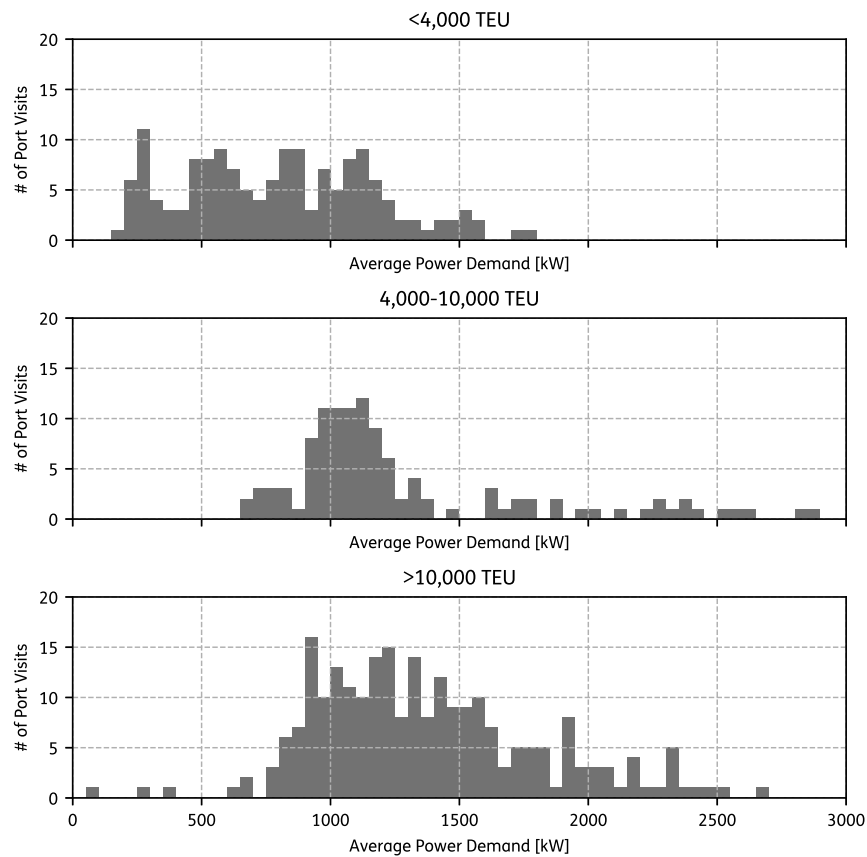 <4,000 TEU
20
15
10
5
0
# of Port Visits
Average Power Demand [kW]
4,000-10,000 TEU
20
15
10
5
0
# of Port Visits
Average Power Demand [kW]
>10,000 TEU
20
15
10
5
0
# of Port Visits
0 500 1000 1500 2000 2500 3000
Average Power Demand [kW]